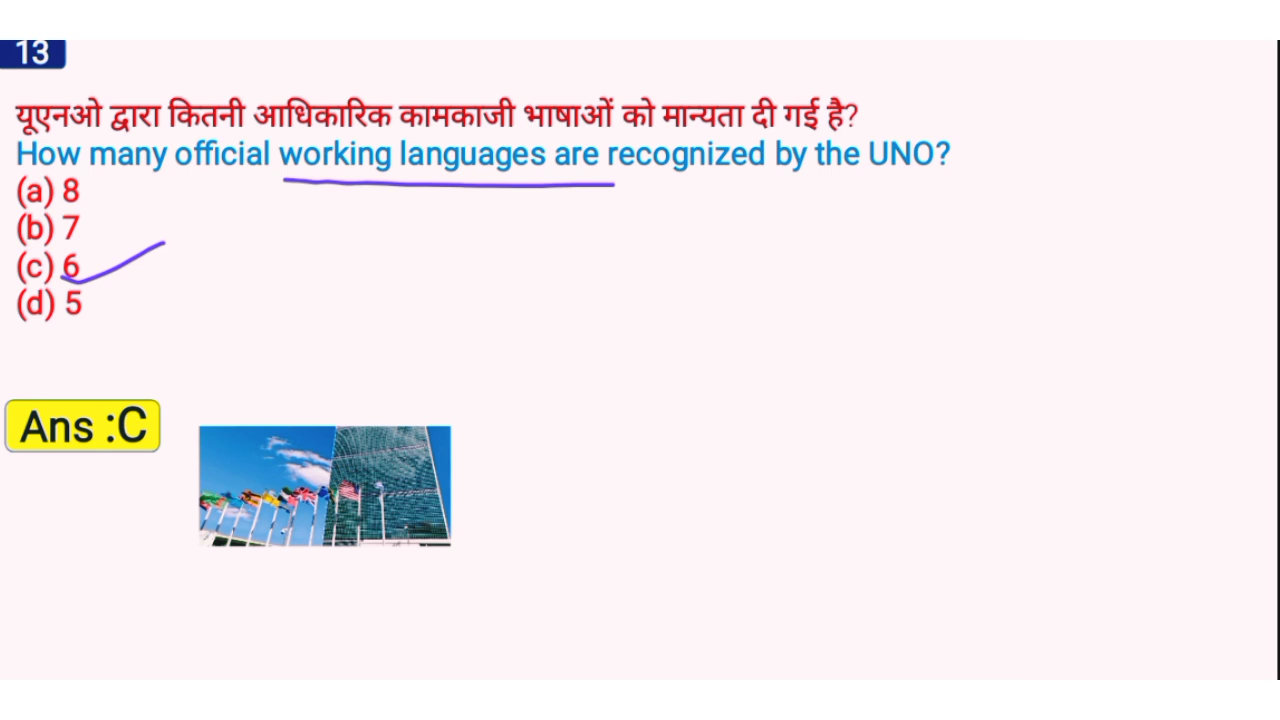 13
यूएनओ द्वारा कितनी आधिकारिक कामकाजी भाषाओं को मान्यता दी गई है?
How many official working languages are recognized by the UNO?
(a) 8
(b) 7
(c) 6
(d) 5
Ans :C